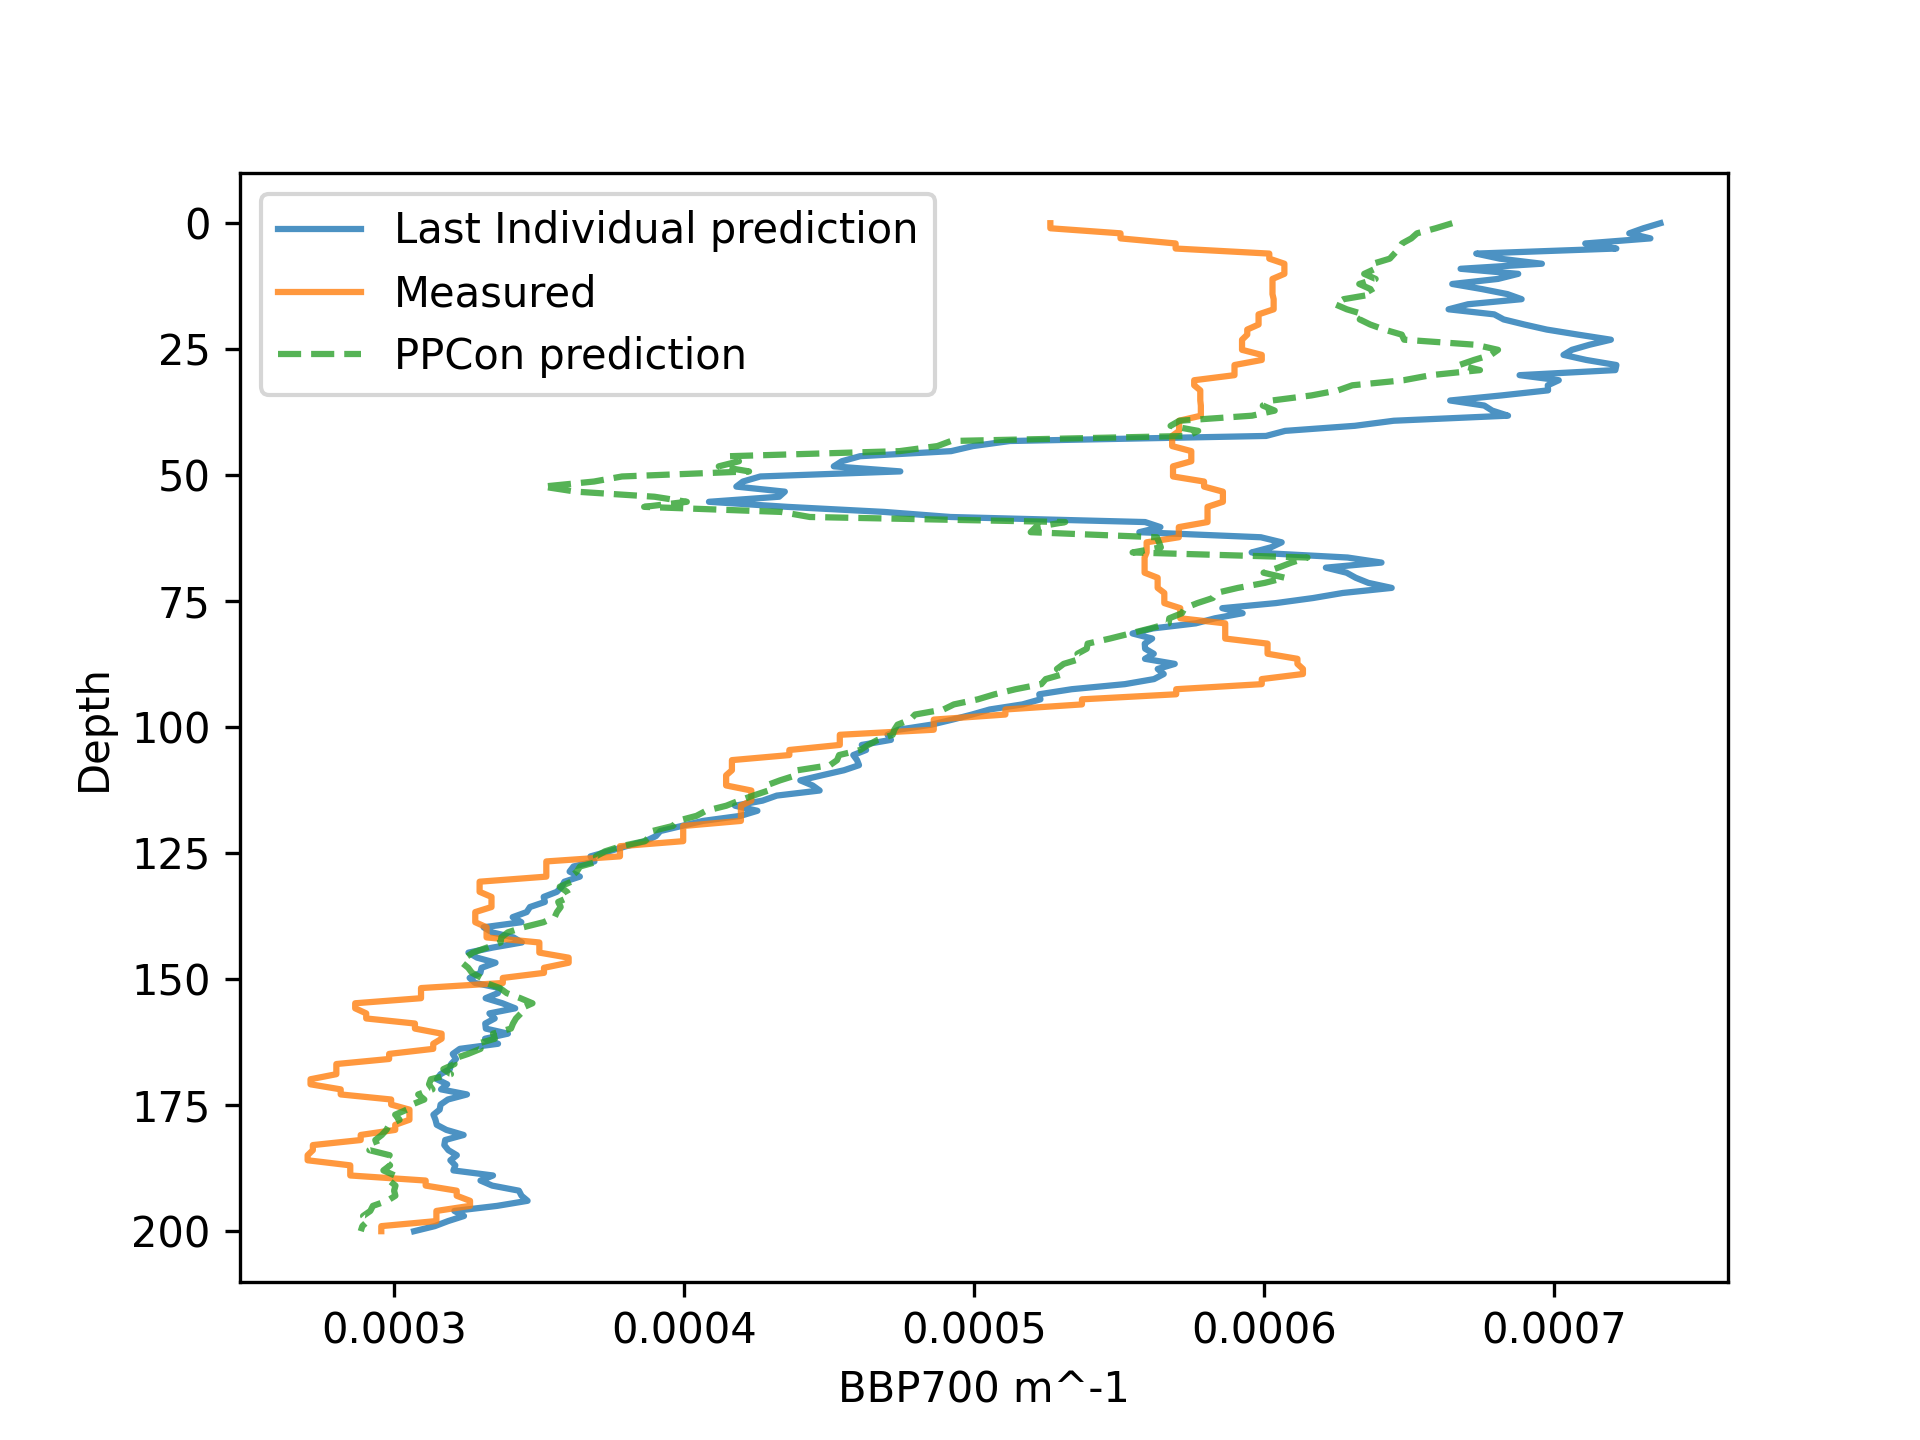 Last Individual prediction
Measured
PPCon prediction
0
25
50
75
100
125
150
175
200
Depth
0.0003 0.0004 0.0005 0.0006 0.0007
BBP700 m^-1